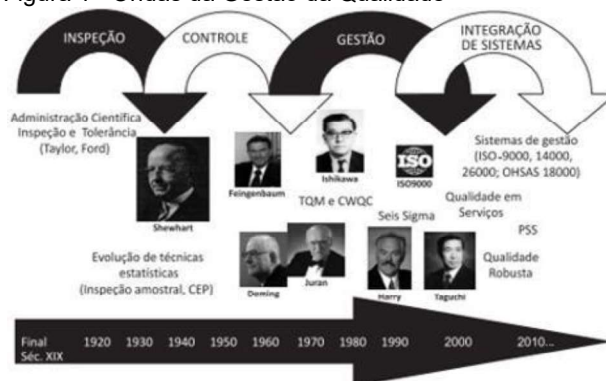 Figura 1 - Ondas da Gestão da Qualidade
INSPEÇÃO
CONTROLE
GESTÃO
INTEGRAÇÃO
DE SISTEMAS
Administração Científica
Inspeção e Tolerância
(Taylor, Ford)
Shewhart
Feingenbaum
Ishikawa
ISO
ISO9000
Sistemas de gestão
(ISO-9000, 14000,
26000; OHSAS 18000)
TQM e CWQC
Seis Sigma
Qualidade em
Serviços
PSS
Qualidade
Robusta
Evolução de técnicas
estatísticas
(Inspeção amostral, CEP)
Deming
Juran
Harry
Taguchi
Final
Séc. XIX
1920 1930 1940 1950 1960 1970 1980 1990 2000 2010...